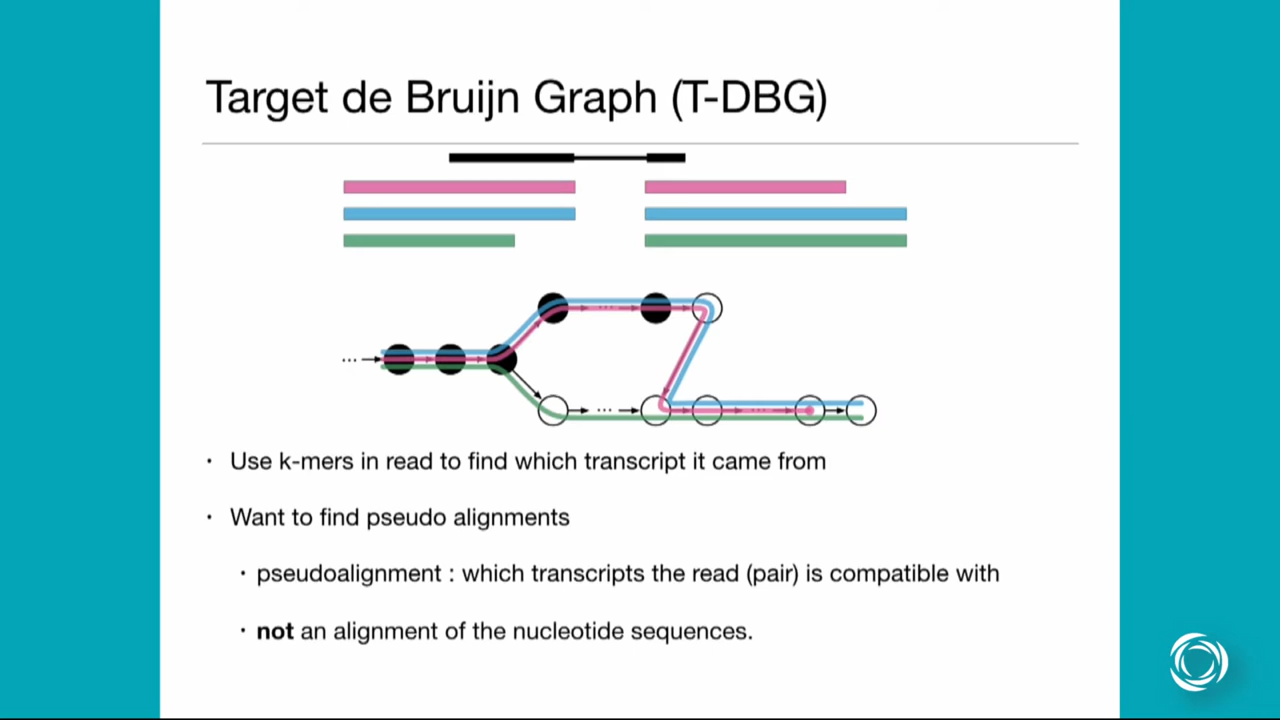 Target de Bruijn Graph (T-DBG)
...
...
...
...
· Use k-mers in read to find which transcript it came from
· Want to find pseudo alignments
· pseudoalignment : which transcripts the read (pair) is compatible with
· not an alignment of the nucleotide sequences.